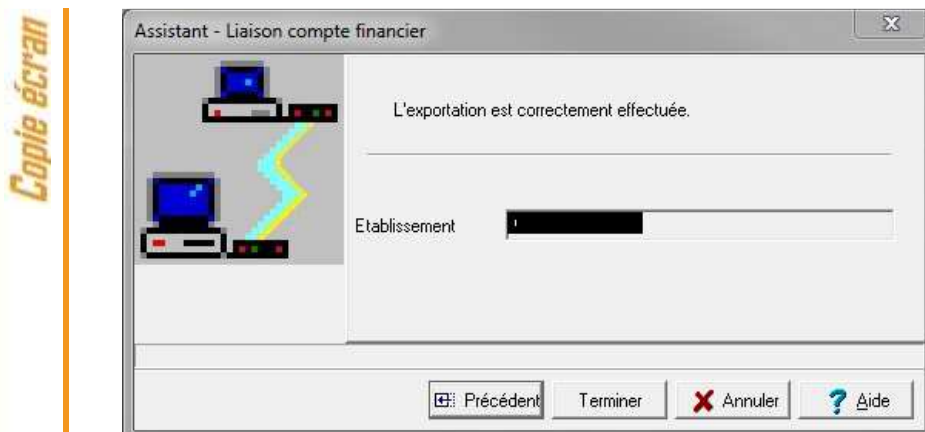 Copie écran
Assistant - Liaison compte financier
L'exportation est correctement effectuée.
Etablissement
Précédent
Terminer
Annuler
Aide